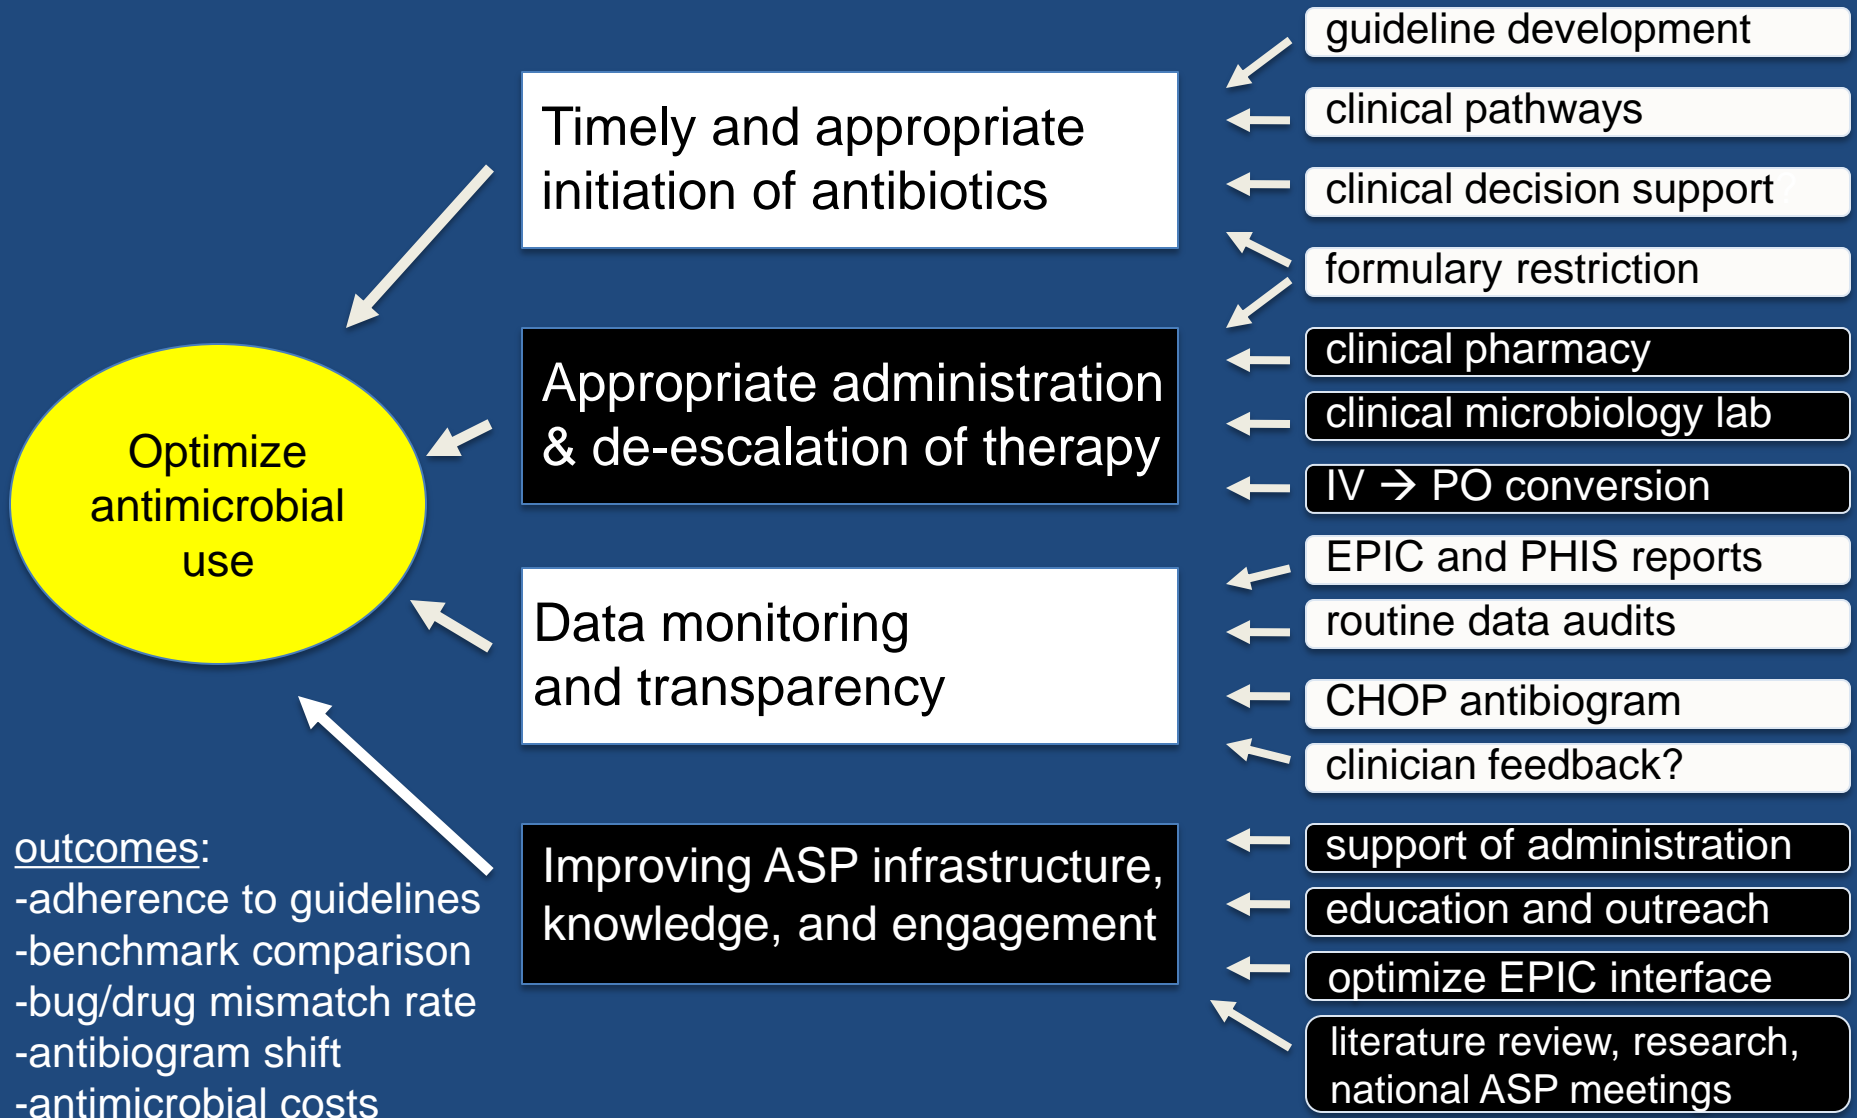 Optimize
antimicrobial
use
outcomes:
-adherence to guidelines
-benchmark comparison
-bug/drug mismatch rate
-antibiogram shift
-antimicrobial costs
Timely and appropriate
initiation of antibiotics
Appropriate administration
& de-escalation of therapy
Data monitoring
and transparency
Improving ASP infrastructure,
knowledge, and engagement
guideline development
clinical pathways
clinical decision support?
formulary restriction
clinical pharmacy
clinical microbiology lab
IV → PO conversion
EPIC and PHIS reports
routine data audits
CHOP antibiogram
clinician feedback?
support of administration
education and outreach
optimize EPIC interface
literature review, research,
national ASP meetings